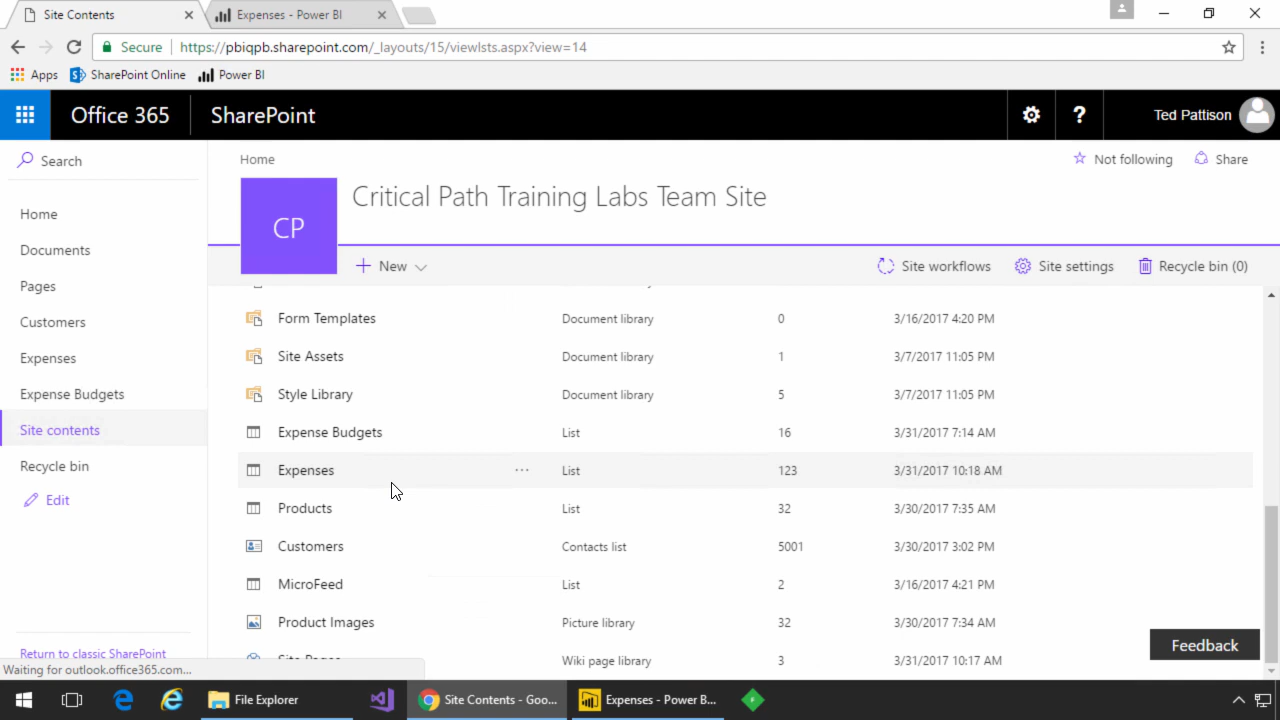 Site Contents
Expenses - Power BI
Secure https://pbiqpb.sharepoint.com/_layouts/15/viewlsts.aspx?view=14
Apps SharePoint Online Power BI
Office 365 SharePoint ? Ted Pattison
Search
Home Not following Share
CP Critical Path Training Labs Team Site
Home
Documents
Pages
Customers
Expenses
Expense Budgets
Site contents
Recycle bin
Edit
Return to classic SharePoint
New Site workflows Site settings Recycle bin (0)
Form Templates Document library 0 3/16/2017 4:20 PM
Site Assets Document library 1 3/7/2017 11:05 PM
Style Library Document library 5 3/7/2017 11:05 PM
Expense Budgets List 16 3/31/2017 7:14 AM
Expenses ... List 123 3/31/2017 10:18 AM
Products List 32 3/30/2017 7:35 AM
Customers Contacts list 5001 3/30/2017 3:02 PM
MicroFeed List 2 3/16/2017 4:21 PM
Product Images Picture library 32 3/30/2017 7:34 AM
Site Pages Wiki page library 3 3/31/2017 10:17 AM
Feedback
Waiting for outlook.office365.com...
File Explorer
Site Contents - Goo...
Expenses - Power B...